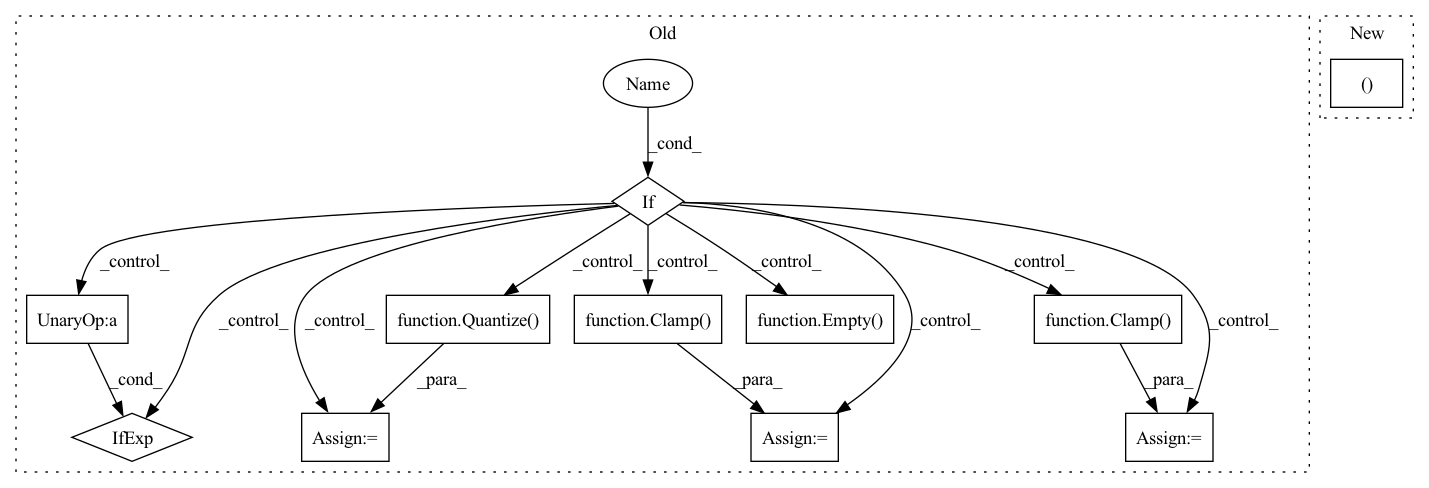 Old
New
Name
()
_cond_
If
_control_
_control_
_control_
_control_
_control_
_control_
_control_
_control_
_control_
UnaryOp:a
function.Quantize()
function.Clamp()
function.Empty()
function.Clamp()
_cond_
_para_
_para_
_para_
IfExp
Assign:=
Assign:=
Assign:=